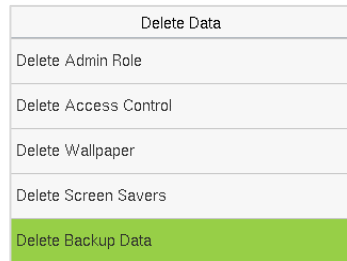 Delete Data
Delete Admin Role
Delete Access Control
Delete Wallpaper
Delete Screen Savers
Delete Backup Data